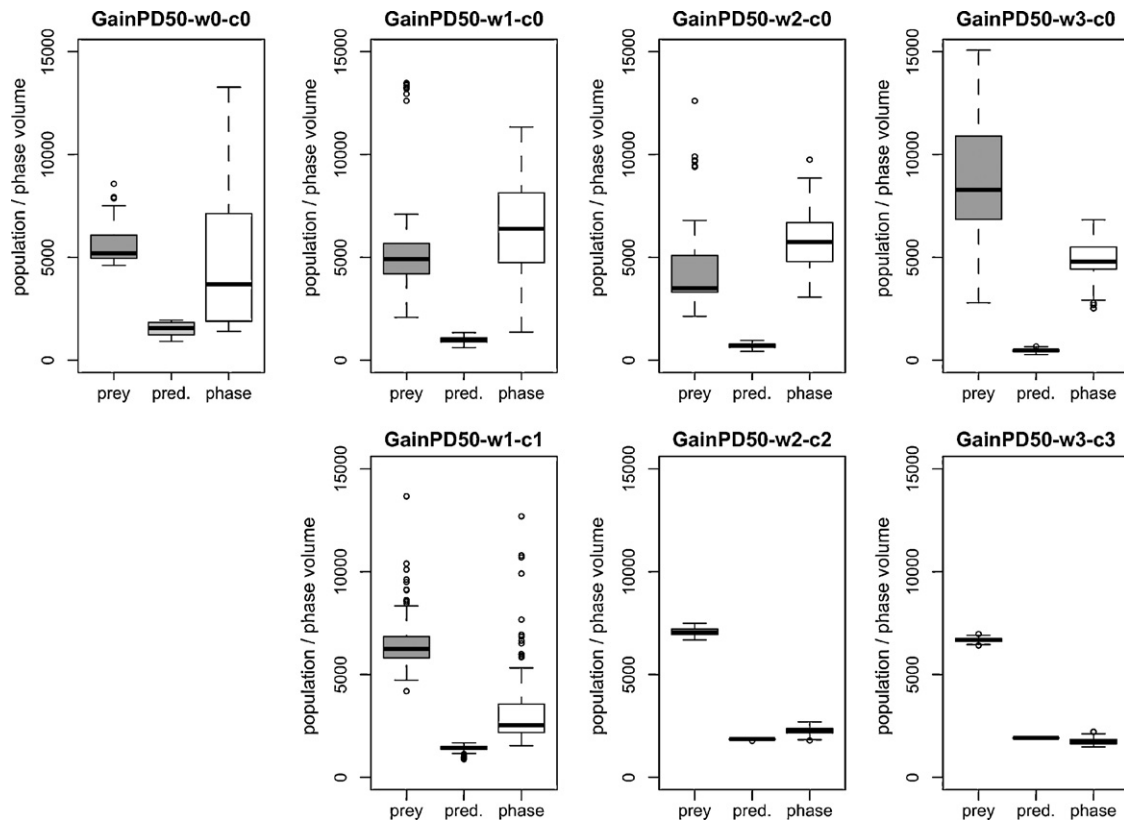 GainPD50-w0-c0
population / phase volume
15000
10000
5000
0
prey pred. phase
GainPD50-w1-c0
population / phase volume
15000
10000
5000
0
prey pred. phase
GainPD50-w2-c0
population / phase volume
15000
10000
5000
0
prey pred. phase
GainPD50-w3-c0
population / phase volume
15000
10000
5000
0
prey pred. phase
GainPD50-w1-c1
population / phase volume
15000
10000
5000
0
prey pred. phase
GainPD50-w2-c2
population / phase volume
15000
10000
5000
0
prey pred. phase
GainPD50-w3-c3
population / phase volume
15000
10000
5000
0
prey pred. phase